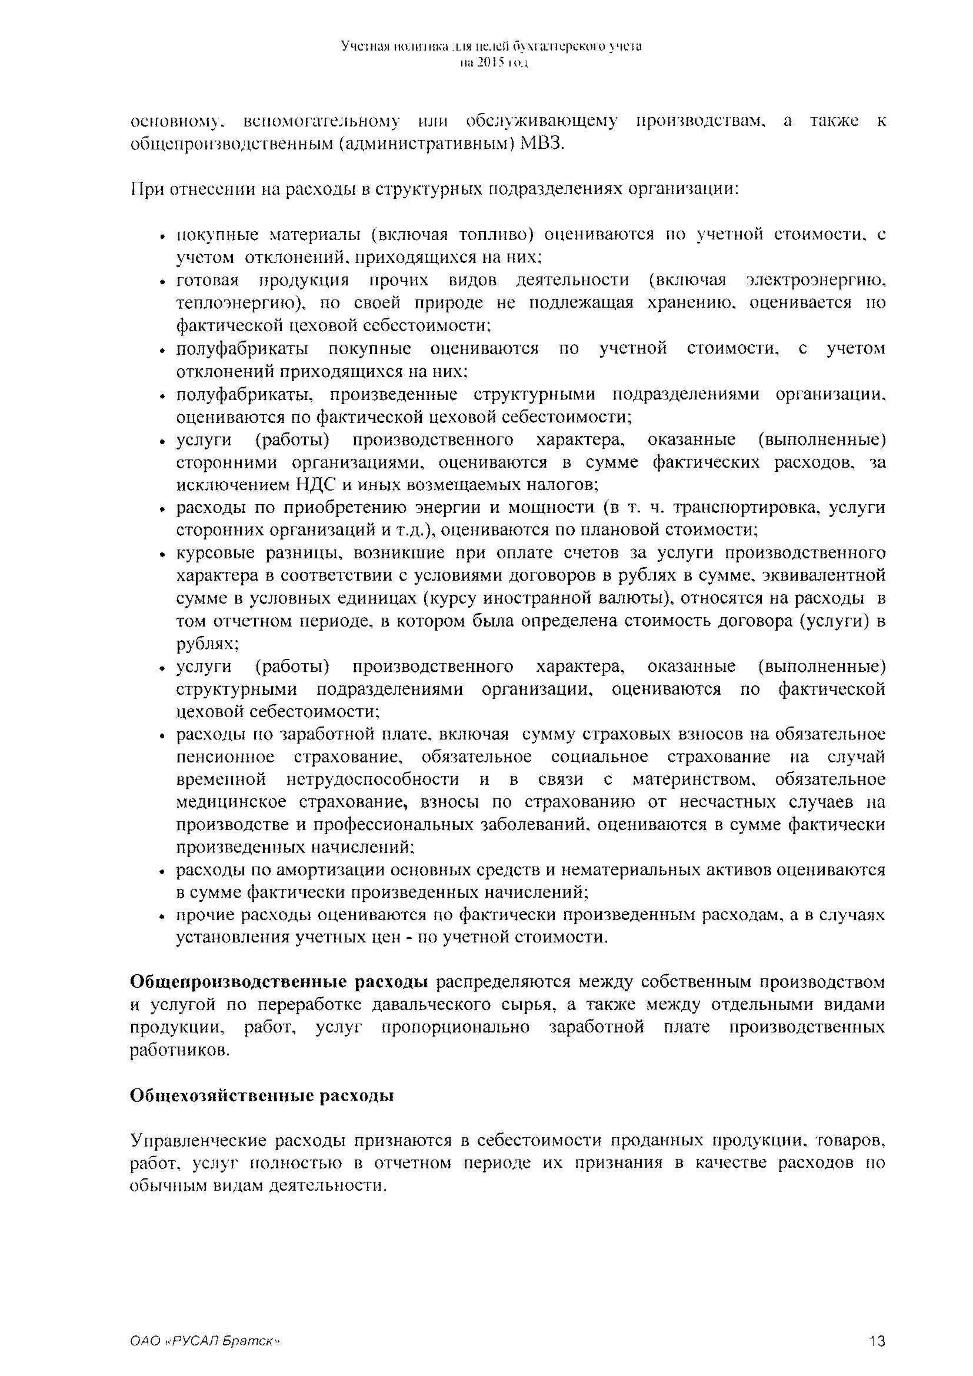 Учетная политика для целей бухгалтерского учета
на 2015 год
основному, вспомогательному или обслуживающему производствам, а также к
общепроизводственным (административным) МВЗ.
При отнесении на расходы в структурных подразделениях организации:
• покупные материалы (включая топливо) оцениваются по учетной стоимости, с
учетом отклонений, приходящихся на них;
• готовая продукция прочих видов деятельности (включая электроэнергию,
теплоэнергию), по своей природе не подлежащая хранению, оценивается по
фактической цеховой себестоимости;
• полуфабрикаты покупные оцениваются по учетной стоимости, с учетом
отклонений приходящихся на них;
• полуфабрикаты, произведенные структурными подразделениями организации,
оцениваются по фактической цеховой себестоимости;
• услуги (работы) производственного характера, оказанные (выполненные)
сторонними организациями, оцениваются в сумме фактических расходов, за
исключением НДС и иных возмещаемых налогов;
• расходы по приобретению энергии и мощности (в т. ч. транспортировка, услуги
сторонних организаций и т.д.), оцениваются по плановой стоимости;
• курсовые разницы, возникшие при оплате счетов за услуги производственного
характера в соответствии с условиями договоров в рублях в сумме, эквивалентной
сумме в условных единицах (курсу иностранной валюты), относятся на расходы в
том отчетном периоде, в котором была определена стоимость договора (услуги) в
рублях;
• услуги (работы) производственного характера, оказанные (выполненные)
структурными подразделениями организации, оцениваются по фактической
цеховой себестоимости;
• расходы по заработной плате, включая сумму страховых взносов на обязательное
пенсионное страхование, обязательное социальное страхование на случай
временной нетрудоспособности и в связи с материнством, обязательное
медицинское страхование, взносы по страхованию от несчастных случаев на
производстве и профессиональных заболеваний, оцениваются в сумме фактически
произведенных начислений;
• расходы по амортизации основных средств и нематериальных активов оцениваются
в сумме фактически произведенных начислений;
• прочие расходы оцениваются по фактически произведенным расходам, а в случаях
установления учетных цен - по учетной стоимости.
Общепроизводственные расходы распределяются между собственным производством
и услугой по переработке давальческого сырья, а также между отдельными видами
продукции, работ, услуг пропорционально заработной плате производственных
работников.
Общехозяйственные расходы
Управленческие расходы признаются в себестоимости проданных продукции, товаров,
работ, услуг полностью в отчетном периоде их признания в качестве расходов по
обычным видам деятельности.
ОАО «РУСАЛ Братск»
13